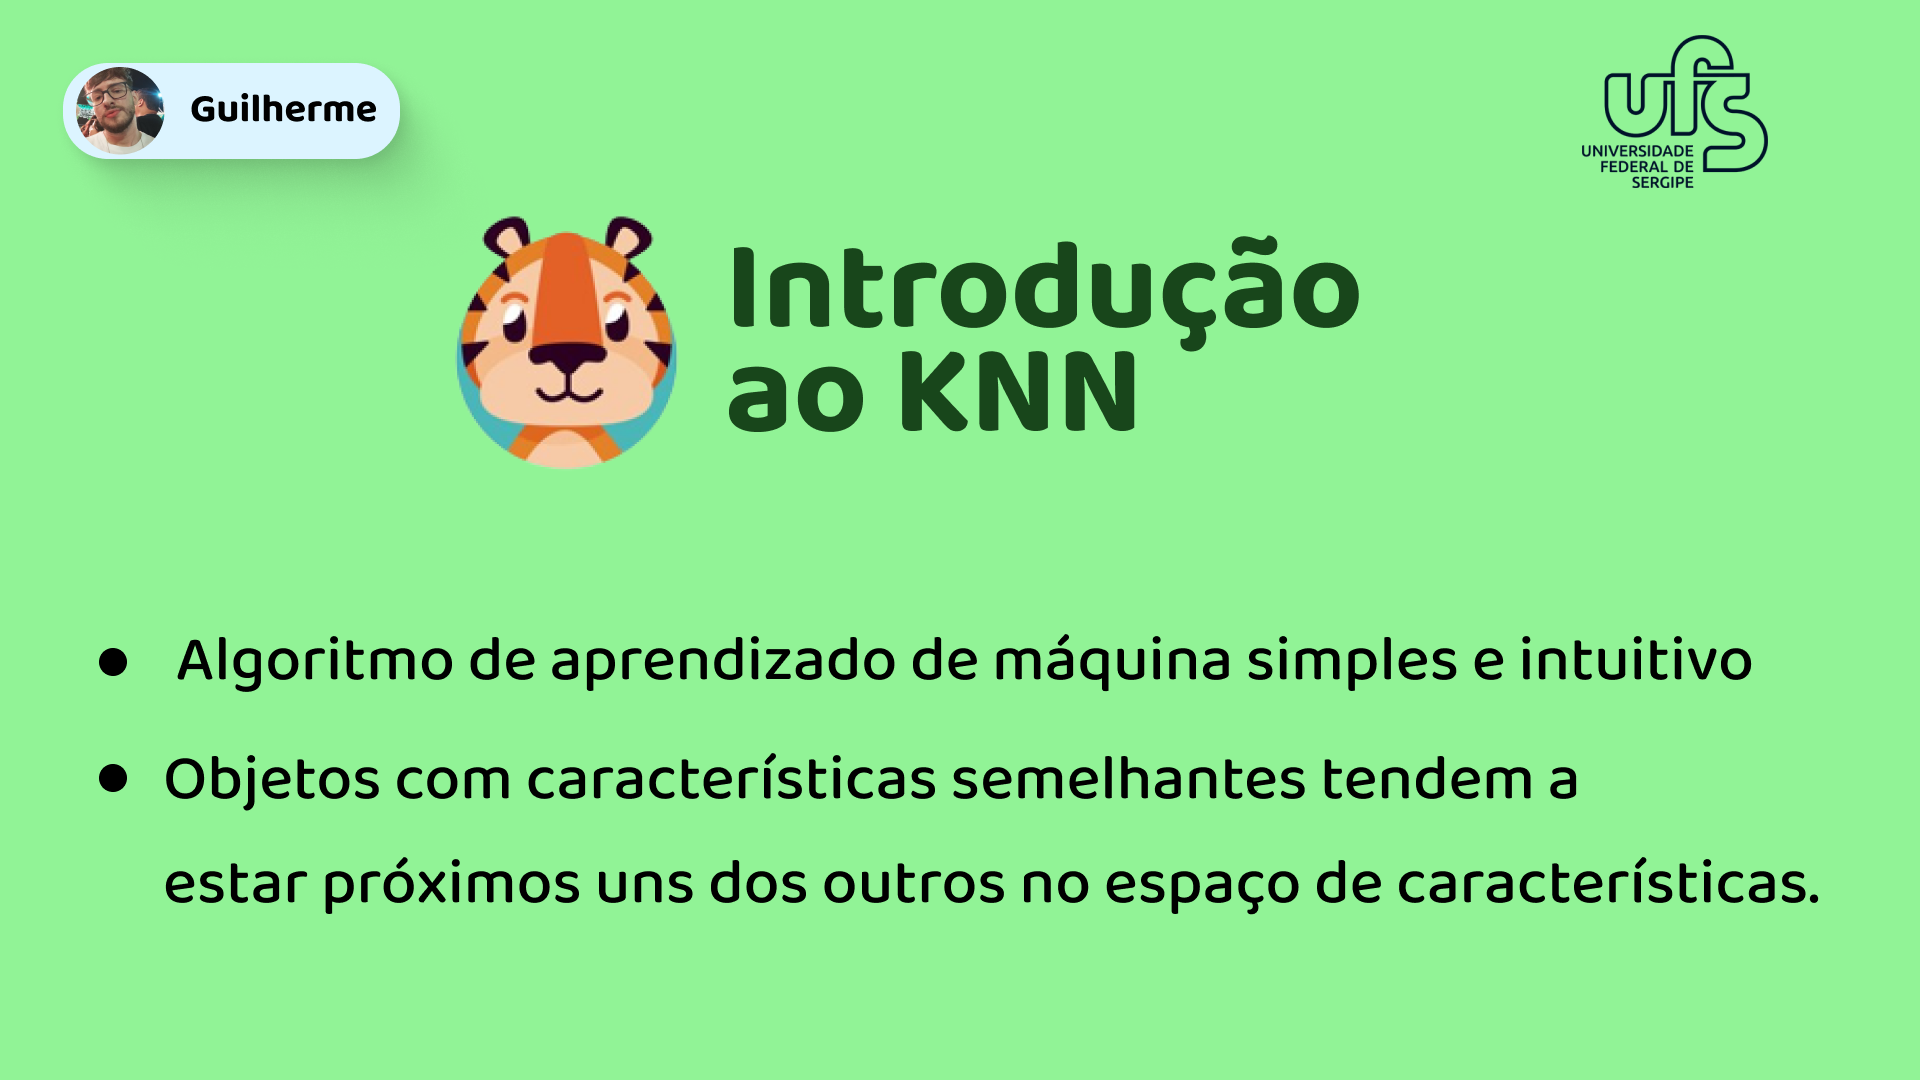 Guilherme
ufs
UNIVERSIDADE
FEDERAL DE
SERGIPE
Introdução
ao KNN
Algoritmo de aprendizado de máquina simples e intuitivo
Objetos com características semelhantes tendem a
estar próximos uns dos outros no espaço de características.